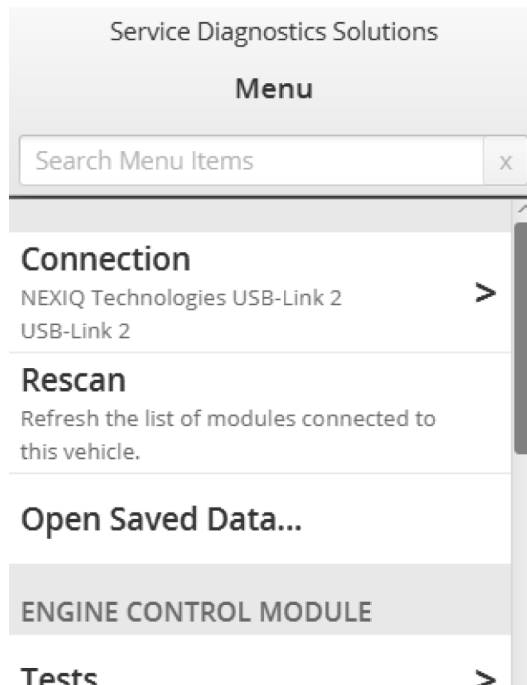 Service Diagnostics Solutions
Menu
Search Menu Items
x
Connection
NEXIQ Technologies USB-Link 2
>
USB-Link 2
Rescan
Refresh the list of modules connected to
this vehicle.
Open Saved Data...
ENGINE CONTROL MODULE
Tests
>